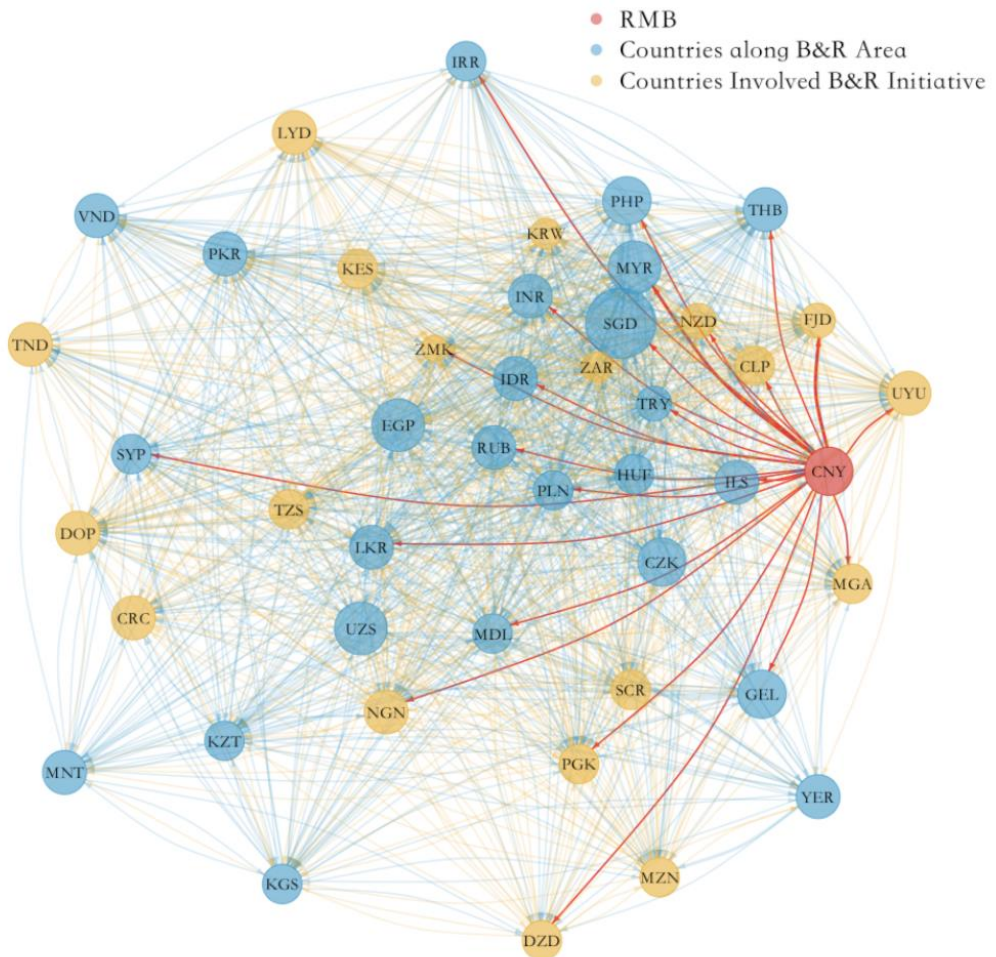 RMB
Countries along B&R Area
Countries Involved B&R Initiative
IRR
LYD
PHP
THB
VND
KRW
PKR
MYR
KES
INR
SGD
NZD
FJD
TND
ZMK
ZAR
CLP
IDR
UYU
TRY
EGP
RUB
SYP
CNY
HUF
ILS
PLN
TZS
DOP
LKR
CZK
MGA
CRC
UZS
MDL
SCR
GEL
NGN
KZT
PGK
MNT
YER
MZN
KGS
DZD